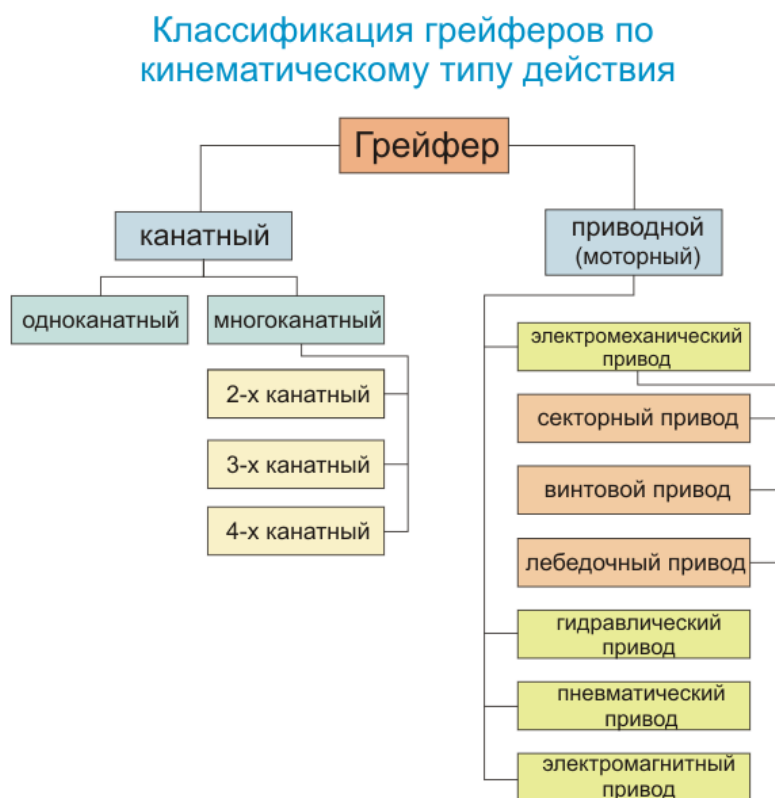 Классификация грейферов по
кинематическому типу действия
Грейфер
канатный
приводной
(моторный)
одноканатный
многоканатный
электромеханический
привод
2-х канатный
секторный привод
3-х канатный
винтовой привод
4-х канатный
лебедочный привод
гидравлический
привод
пневматический
привод
электромагнитный
привод